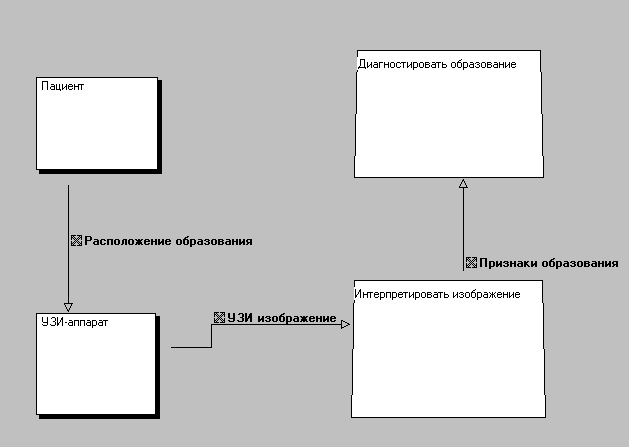 Пациент
Диагностировать образование
Расположение образования
Признаки образования
УЗИ-аппарат
УЗИ изображение
Интерпретировать изображение